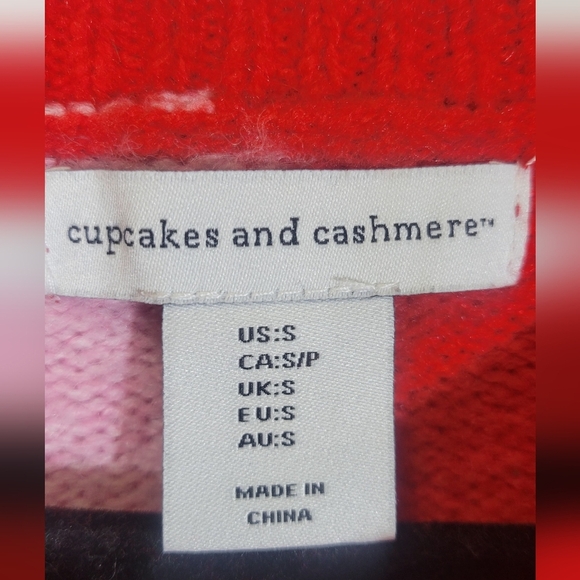 cupcakes and cashmere™
US:S
CA:S/P
UK:S
EU:S
AU:S
MADE IN
CHINA